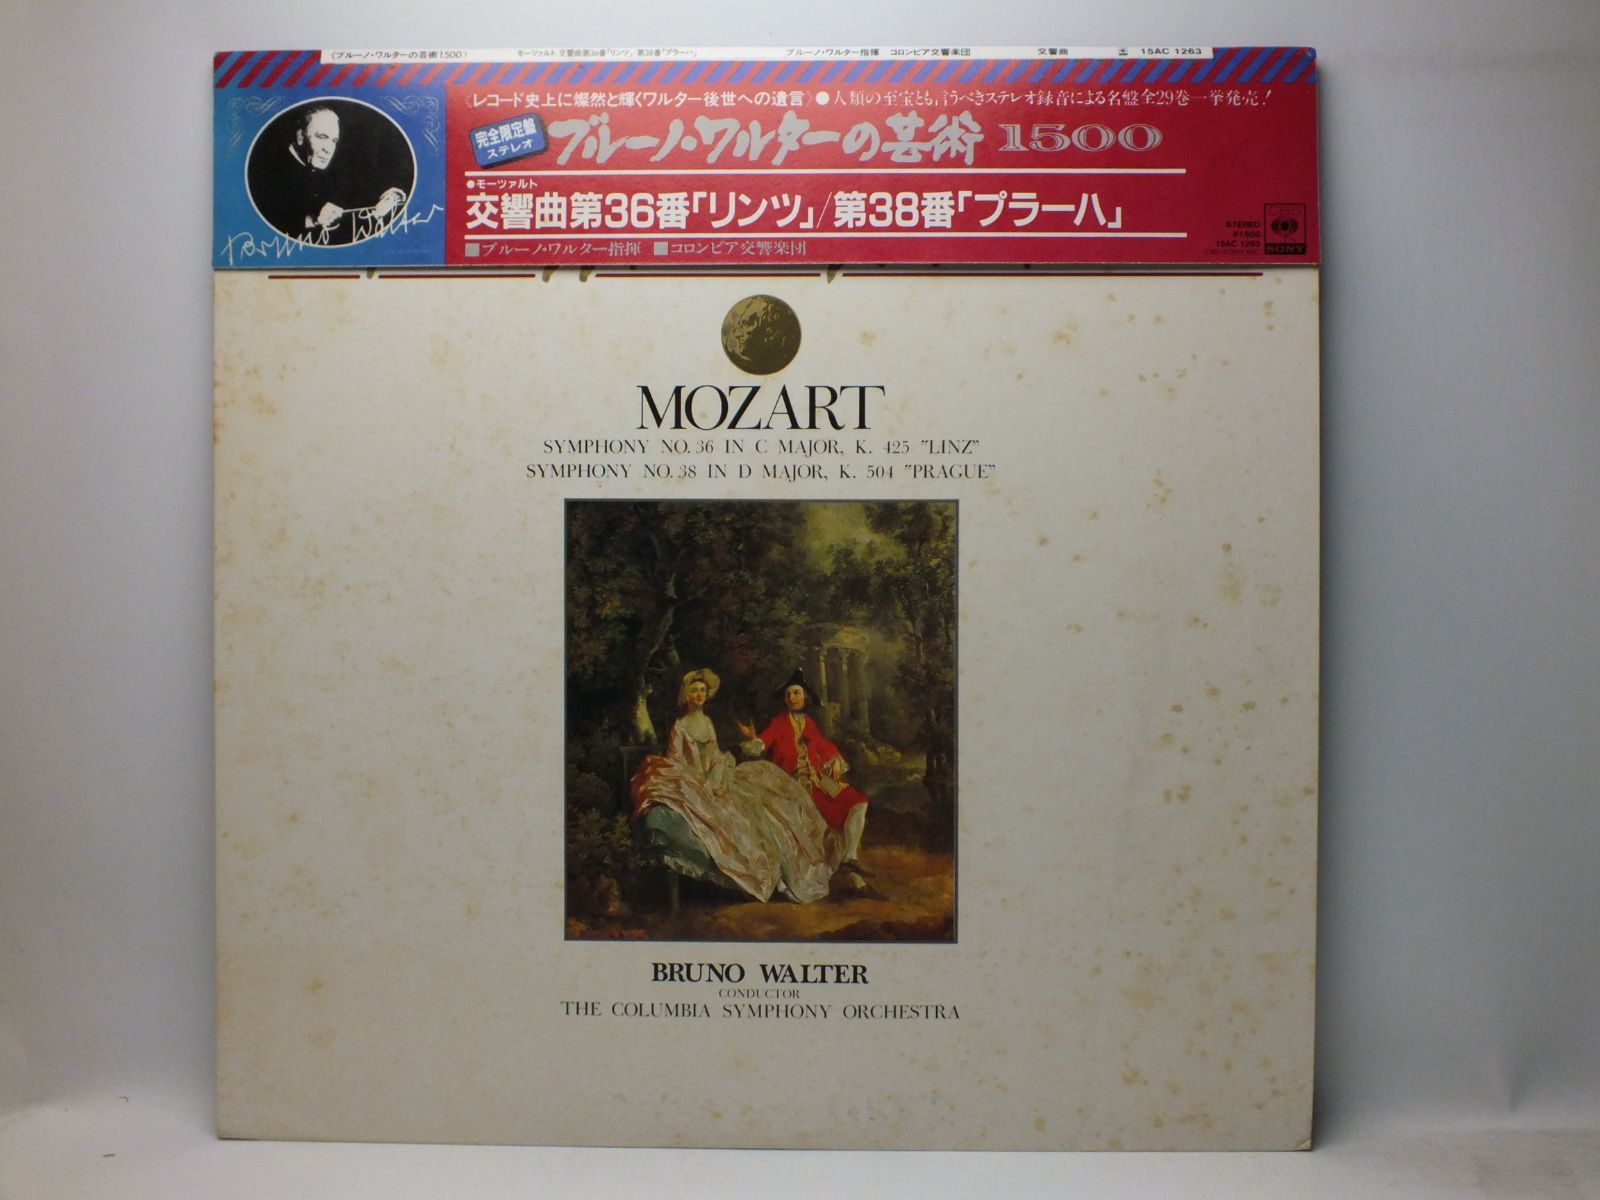 〈ブルーノ・ワルターの芸術1500〉 モーツァルト:交響曲第36番「リンツ」/第38番「プラーハ」 ブルーノ・ワルター指揮 コロンビア交響楽団 交響曲 15AC 1263
〈レコード史上に燦然と輝くワルター後世への遺言〉●人類の至宝とも言うべきステレオ録音による名盤全29巻一挙発売!
完全限定盤
ステレオ
ブルーノ・ワルターの芸術 1500
●モーツァルト
交響曲第36番「リンツ」/第38番「プラーハ」
■ブルーノ・ワルター指揮 ■コロンビア交響楽団
Bruno Walter
STEREO
¥1500
15AC 1263
CBS/SONY INC.
CBS
SONY
MOZART
SYMPHONY NO. 36 IN C MAJOR, K. 425 "LINZ"
SYMPHONY NO. 38 IN D MAJOR, K. 504 "PRAGUE"
BRUNO WALTER
CONDUCTOR
THE COLUMBIA SYMPHONY ORCHESTRA